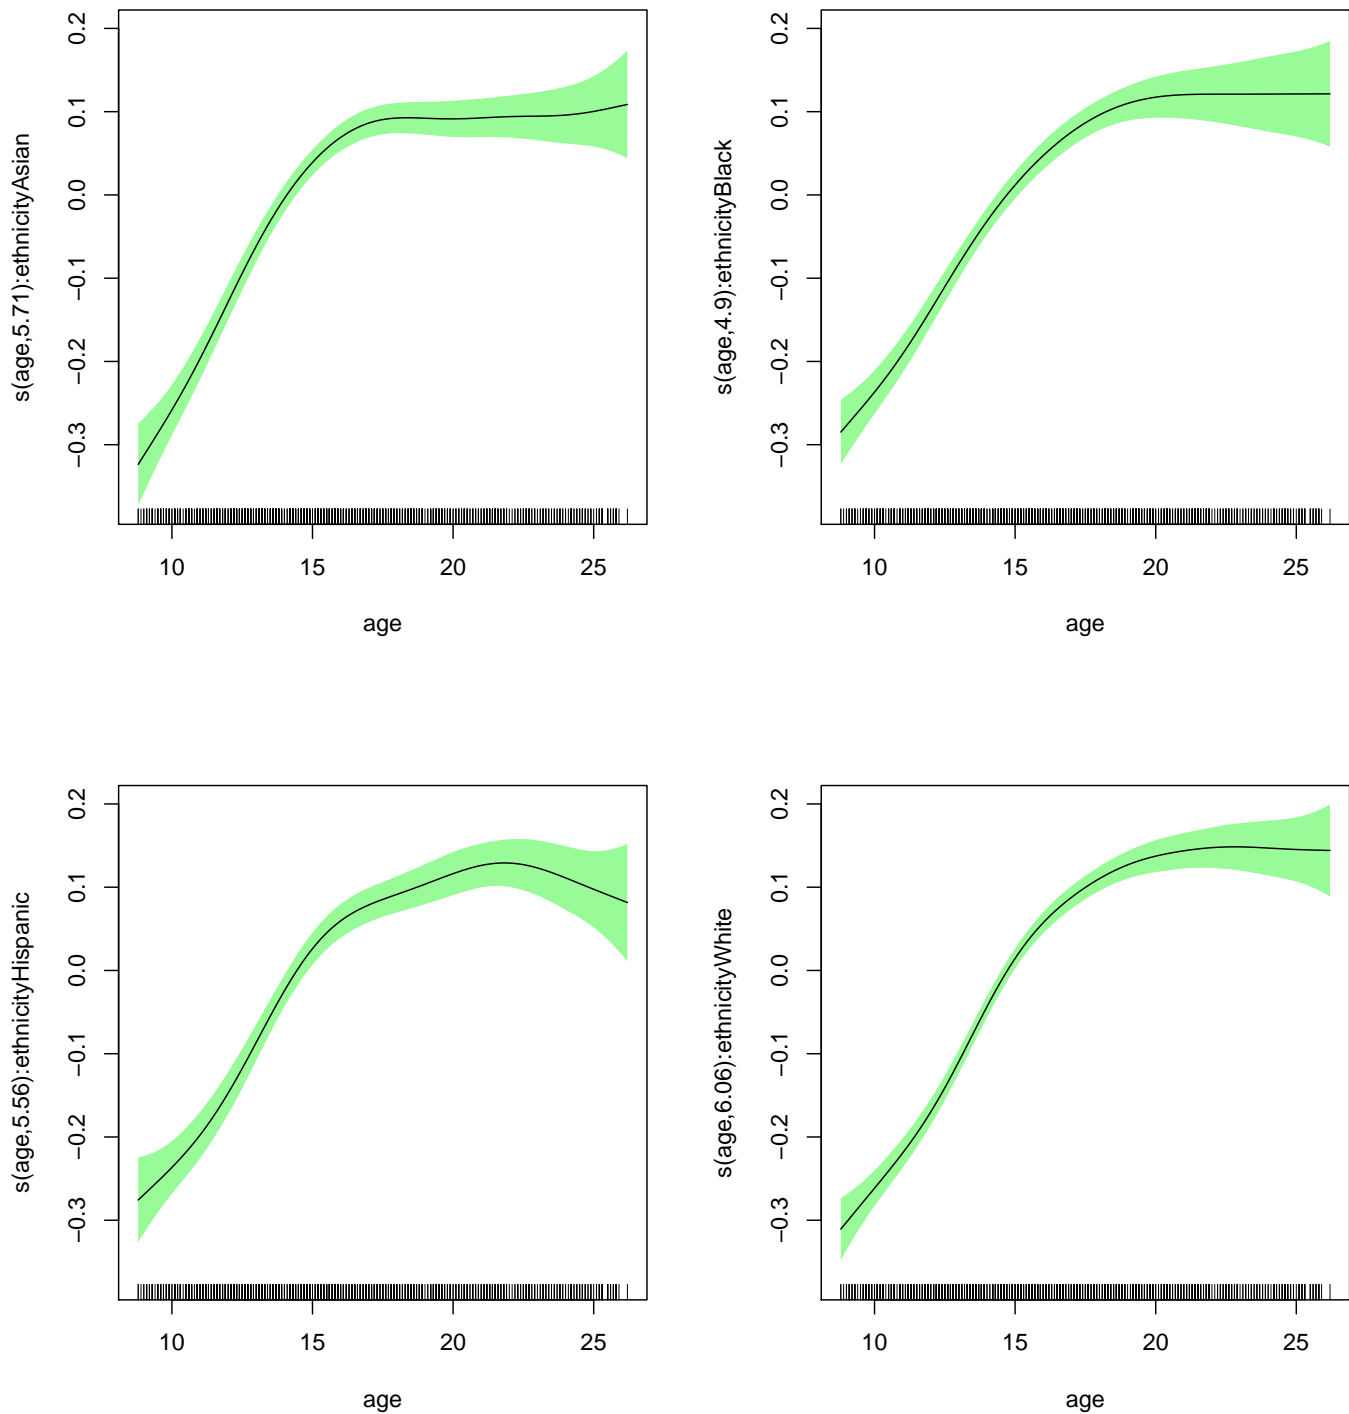 s(age,5.71):ethnicityAsian
0.2
0.1
0.0
−0.1
−0.2
−0.3
10 15 20 25
age
s(age,4.9):ethnicityBlack
0.2
0.1
0.0
−0.1
−0.2
−0.3
10 15 20 25
age
s(age,5.56):ethnicityHispanic
0.2
0.1
0.0
−0.1
−0.2
−0.3
10 15 20 25
age
s(age,6.06):ethnicityWhite
0.2
0.1
0.0
−0.1
−0.2
−0.3
10 15 20 25
age